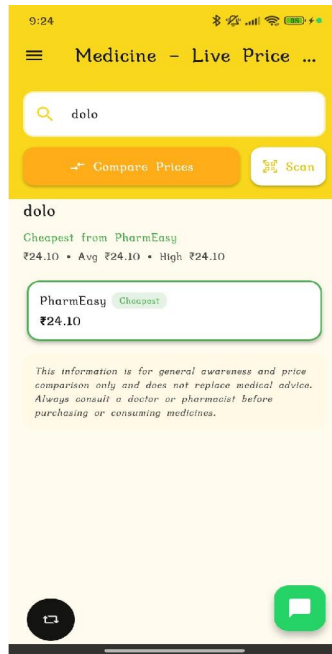 9:24
Medicine - Live Price ...
dolo
Compare Prices
Scan
dolo
Cheapest from PharmEasy
₹24.10 • Avg ₹24.10 • High ₹24.10
PharmEasy Cheapest
₹24.10
This information is for general awareness and price
comparison only and does not replace medical advice.
Always consult a doctor or pharmacist before
purchasing or consuming medicines.